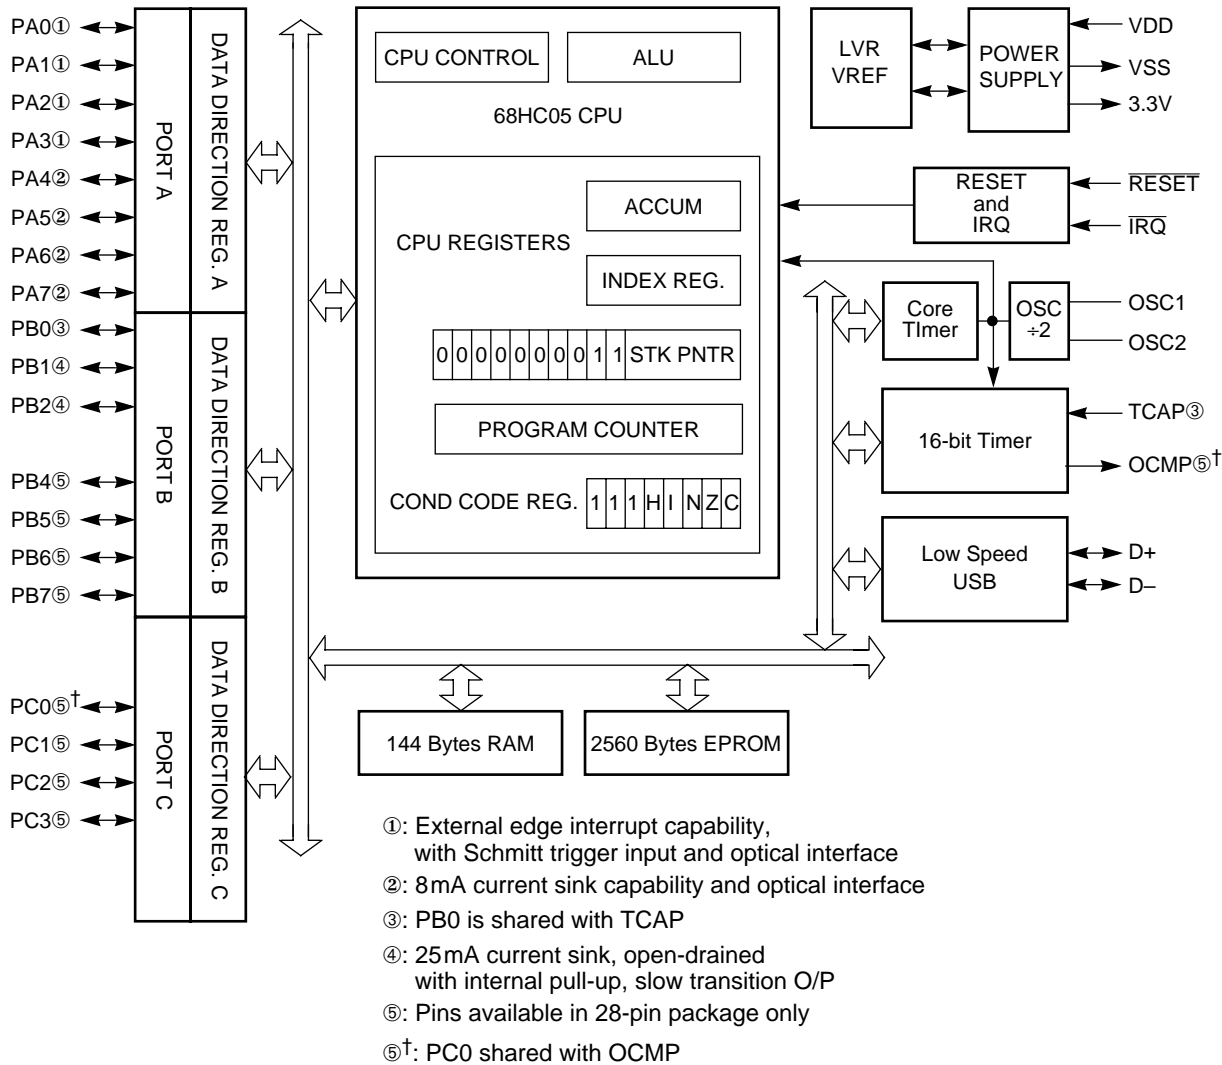 PA0①
PA1①
PA2①
PA3①
PA4②
PA5②
PA6②
PA7②
PB0③
PB1④
PB2④
PB4⑤
PB5⑤
PB6⑤
PB7⑤
PC0⑤†
PC1⑤
PC2⑤
PC3⑤
PORT A
DATA DIRECTION REG. A
PORT B
DATA DIRECTION REG. B
PORT C
DATA DIRECTION REG. C
CPU CONTROL
ALU
68HC05 CPU
ACCUM
CPU REGISTERS
INDEX REG.
0 0 0 0 0 0 0 0 1 1 STK PNTR
PROGRAM COUNTER
COND CODE REG. 1 1 1 H I N Z C
LVR
VREF
POWER
SUPPLY
VDD
VSS
3.3V
RESET
and
IRQ
RESET
IRQ
Core
TImer
OSC
÷2
OSC1
OSC2
16-bit Timer
TCAP③
OCMP⑤†
Low Speed
USB
D+
D–
144 Bytes RAM
2560 Bytes EPROM
①: External edge interrupt capability,
with Schmitt trigger input and optical interface
②: 8mA current sink capability and optical interface
③: PB0 is shared with TCAP
④: 25mA current sink, open-drained
with internal pull-up, slow transition O/P
⑤: Pins available in 28-pin package only
⑤†: PC0 shared with OCMP